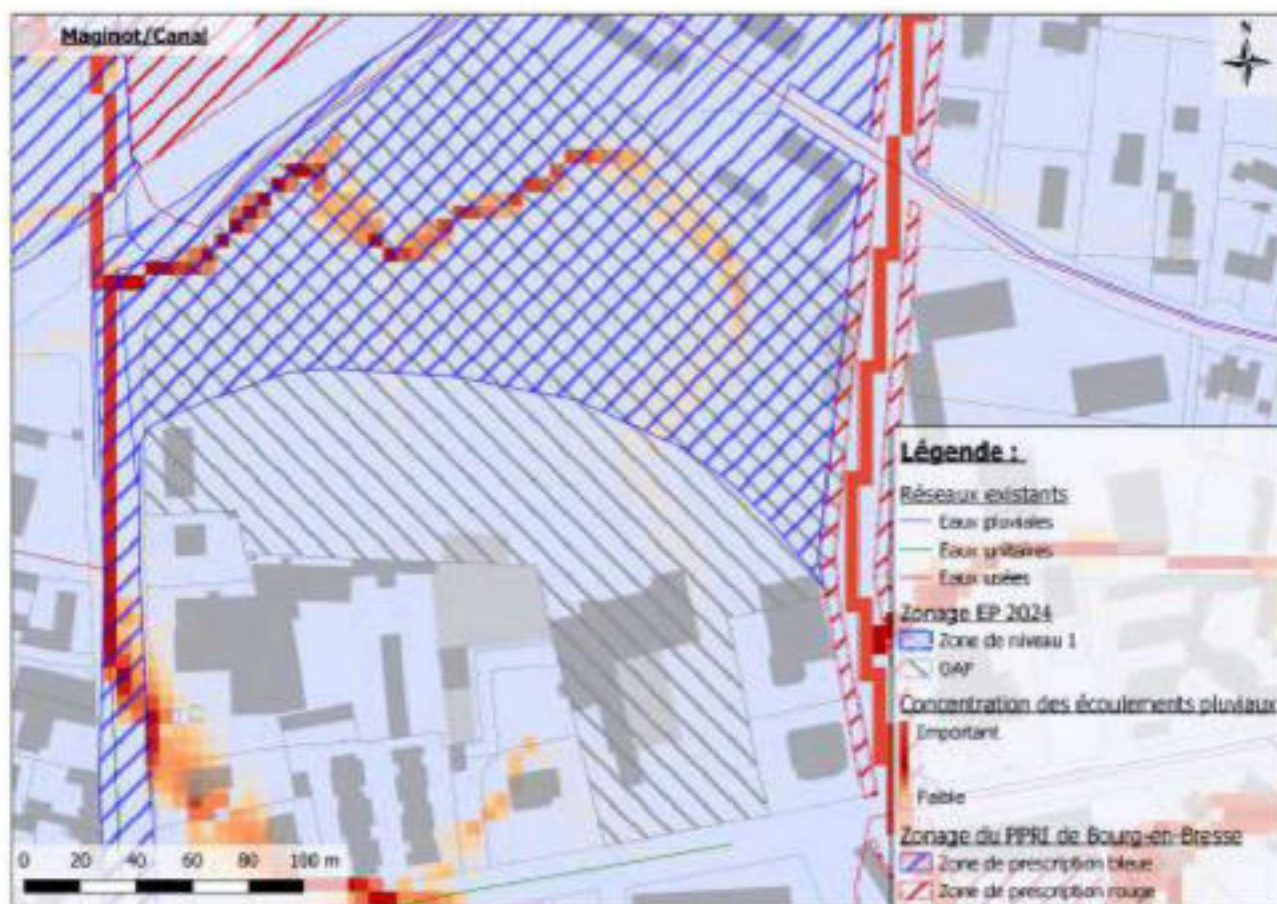 Maginot/Canal
N
Légende :
Réseaux existants
Eaux pluviales
Eaux unitaires
Eaux usées
Zonage EP 2024
Zone de niveau 1
OAP
Concentration des écoulements pluviaux
Important
Faible
Zonage du PPRI de Bourg-en-Bresse
Zone de prescription bleue
Zone de prescription rouge
0 20 40 60 80 100 m